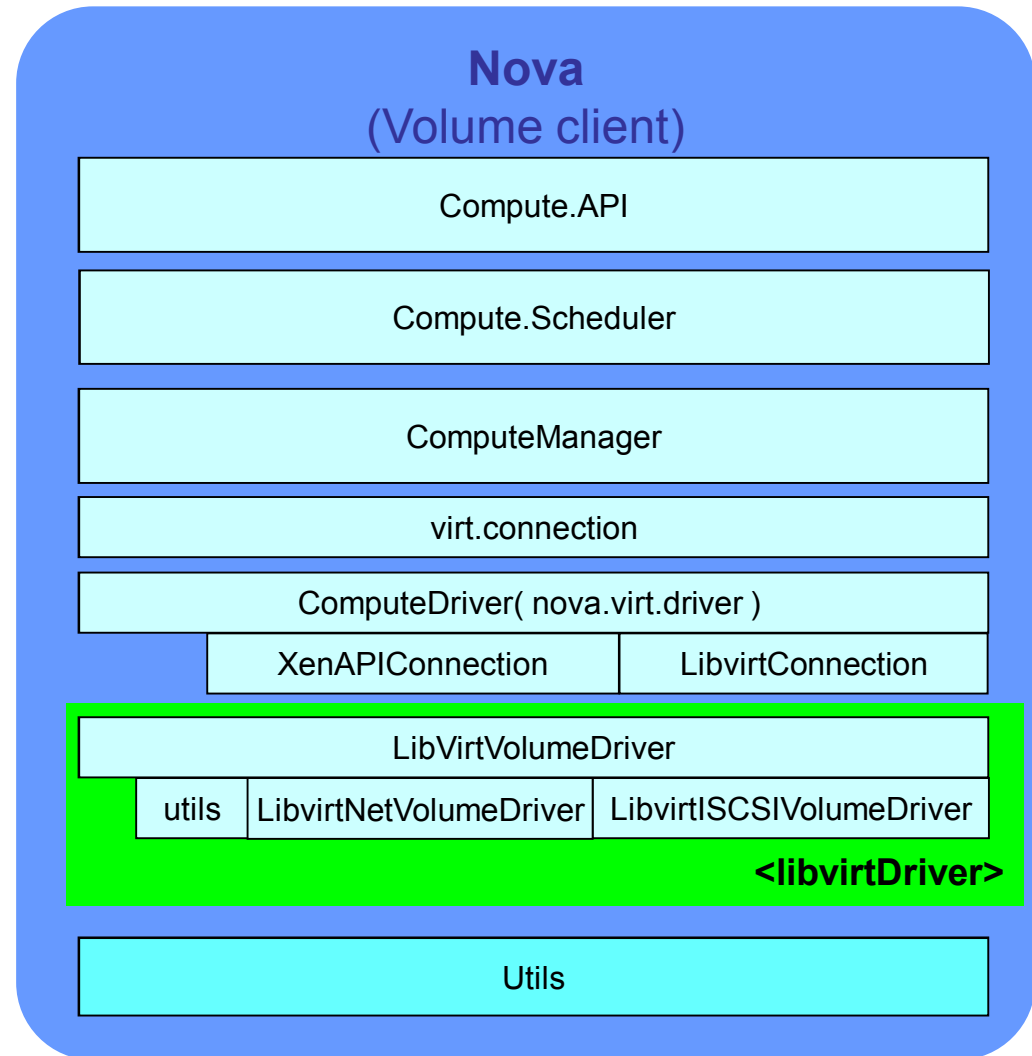 Nova
(Volume client)
Compute.API
Compute.Scheduler
ComputeManager
virt.connection
ComputeDriver( nova.virt.driver )
XenAPIConnection
LibvirtConnection
LibVirtVolumeDriver
utils
LibvirtNetVolumeDriver
LibvirtISCSIVolumeDriver
<libvirtDriver>
Utils